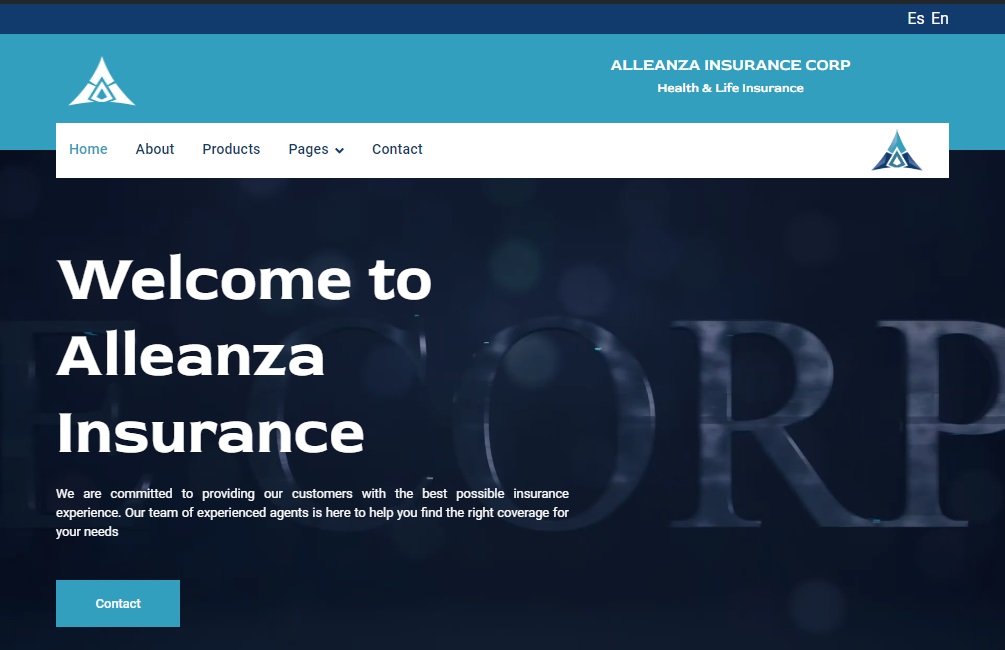 Es En
ALLEANZA INSURANCE CORP
Health & Life Insurance
Home About Products Pages Contact
Welcome to
Alleanza
Insurance
E CORP
We are committed to providing our customers with the best possible insurance
experience. Our team of experienced agents is here to help you find the right coverage for
your needs
Contact